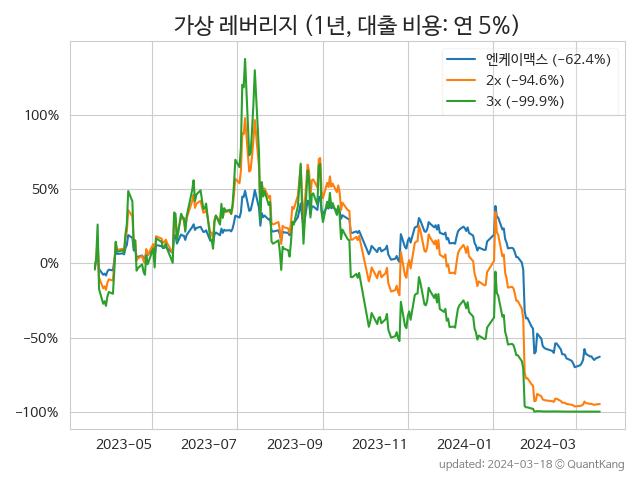 가상 레버리지 (1년, 대출 비용: 연 5%)
엔케이맥스 (−62.4%)
2x (−94.6%)
3x (−99.9%)
100%
50%
0%
−50%
−100%
2023−05
2023−07
2023−09
2023−11
2024−01
2024−03
updated: 2024-03-18 © QuantKang